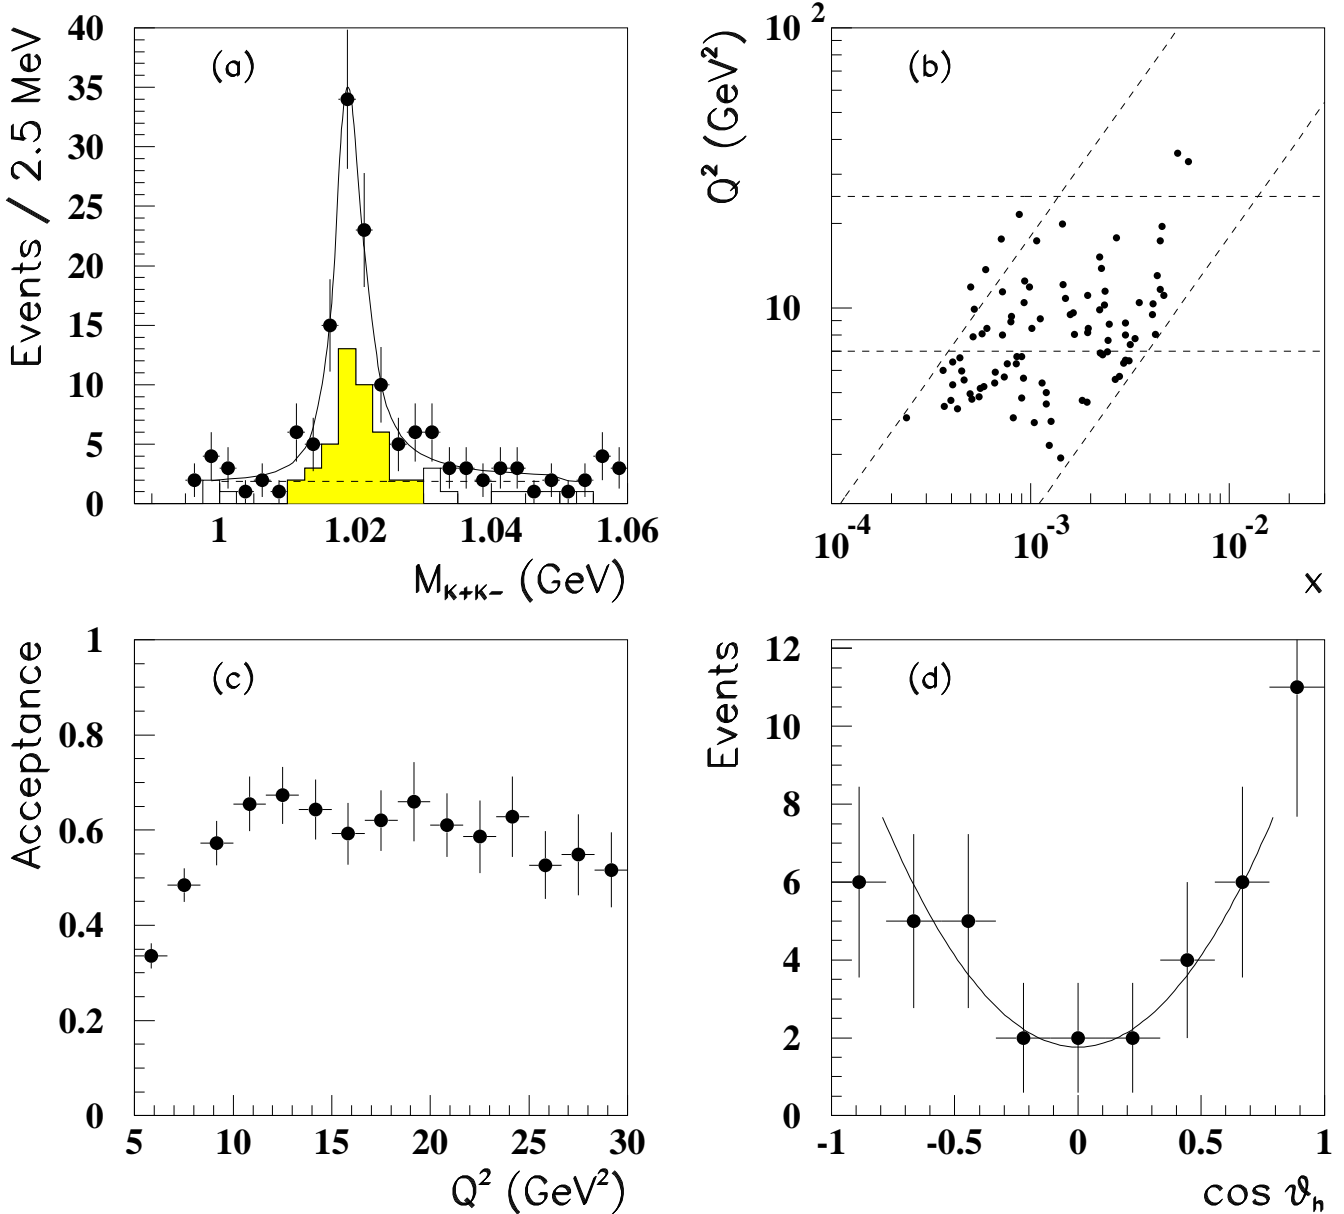 Events / 2.5 MeV
40
35
30
25
20
15
10
5
0
(a)
1 1.02 1.04 1.06
M_{K+K-} (GeV)
Q² (GeV²)
10²
10
(b)
10⁻⁴ 10⁻³ 10⁻²
x
Acceptance
1
0.8
0.6
0.4
0.2
0
(c)
5 10 15 20 25 30
Q² (GeV²)
Events
12
10
8
6
4
2
0
(d)
-1 -0.5 0 0.5 1
cos ϑₕ